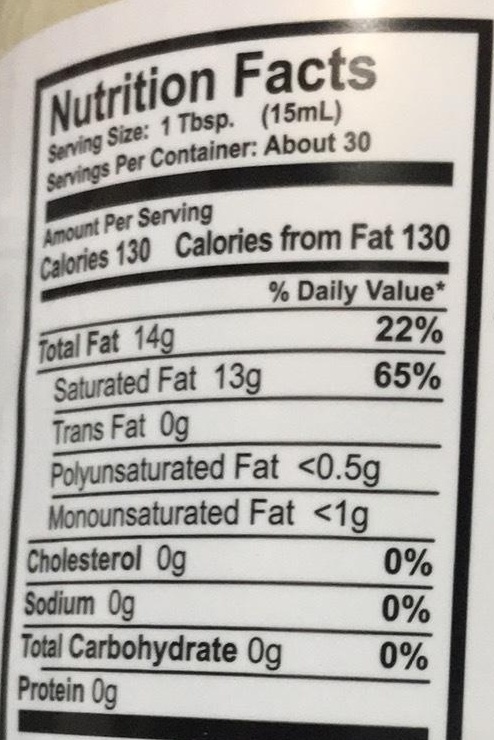 Nutrition Facts
Serving Size: 1 Tbsp. (15mL)
Servings Per Container: About 30
Amount Per Serving
Calories 130 Calories from Fat 130
% Daily Value*
Total Fat 14g 22%
Saturated Fat 13g 65%
Trans Fat 0g
Polyunsaturated Fat <0.5g
Monounsaturated Fat <1g
Cholesterol 0g 0%
Sodium 0g 0%
Total Carbohydrate 0g 0%
Protein 0g